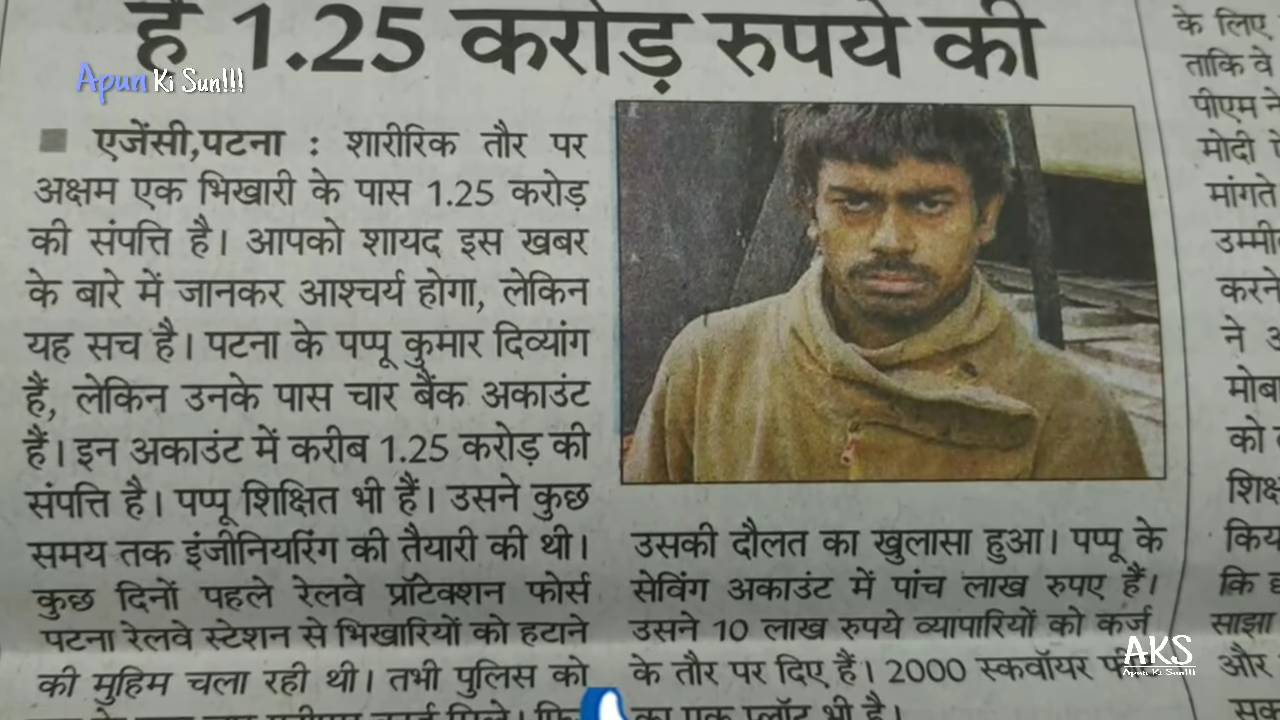 है 1.25 करोड़ रुपये की
Apun Ki Sun!!!
एजेंसी,पटना : शारीरिक तौर पर
अक्षम एक भिखारी के पास 1.25 करोड़
की संपत्ति है। आपको शायद इस खबर
के बारे में जानकर आश्चर्य होगा, लेकिन
यह सच है। पटना के पप्पू कुमार दिव्यांग
हैं, लेकिन उनके पास चार बैंक अकाउंट
हैं। इन अकाउंट में करीब 1.25 करोड़ की
संपत्ति है। पप्पू शिक्षित भी हैं। उसने कुछ
समय तक इंजीनियरिंग की तैयारी की थी।
कुछ दिनों पहले रेलवे प्रॉटेक्शन फोर्स
पटना रेलवे स्टेशन से भिखारियों को हटाने
की मुहिम चला रही थी। तभी पुलिस को
उसकी दौलत का खुलासा हुआ। पप्पू के
सेविंग अकाउंट में पांच लाख रुपए हैं।
उसने 10 लाख रुपये व्यापारियों को कर्ज
के तौर पर दिए हैं। 2000 स्कवॉयर
का एक प्लॉट भी है।
के लिए
ताकि वे
पीएम ने
मोदी
मांगते
करने
ने
को
और
AKS
Apun Ki Sun!!!